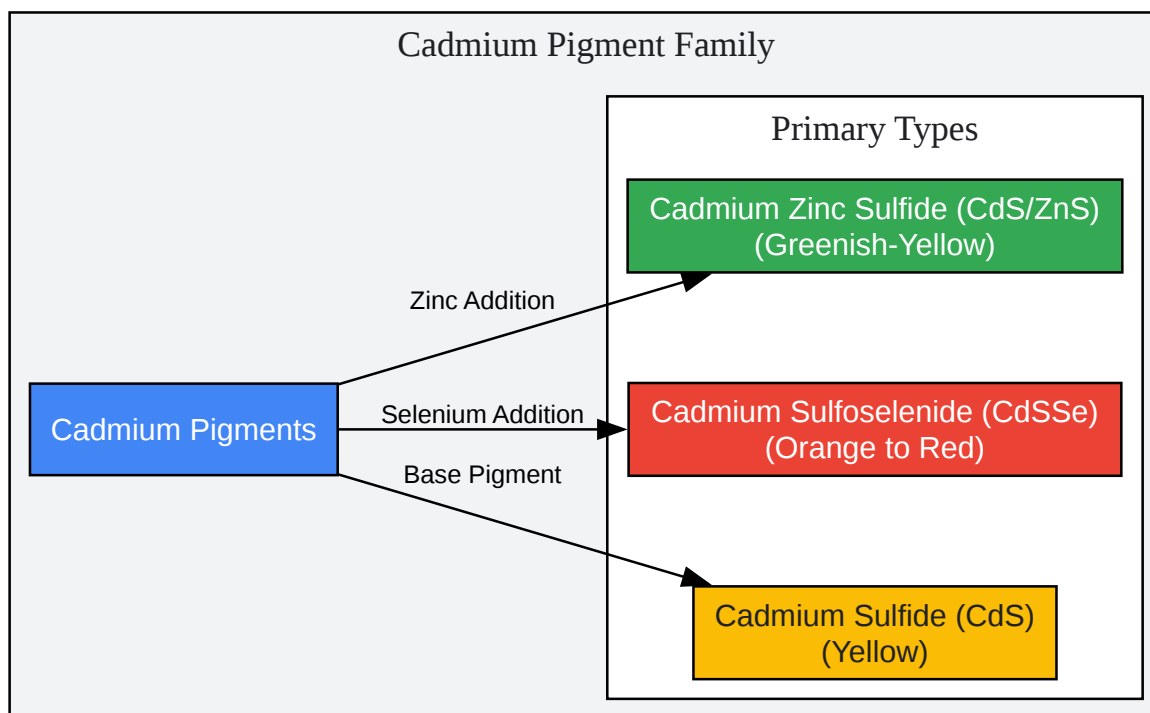 Cadmium Pigment Family
Primary Types
Cadmium Zinc Sulfide (CdS/ZnS)
(Greenish-Yellow)
Zinc Addition
Cadmium Pigments
Selenium Addition
Cadmium Sulfoselenide (CdSSe)
(Orange to Red)
Base Pigment
Cadmium Sulfide (CdS)
(Yellow)